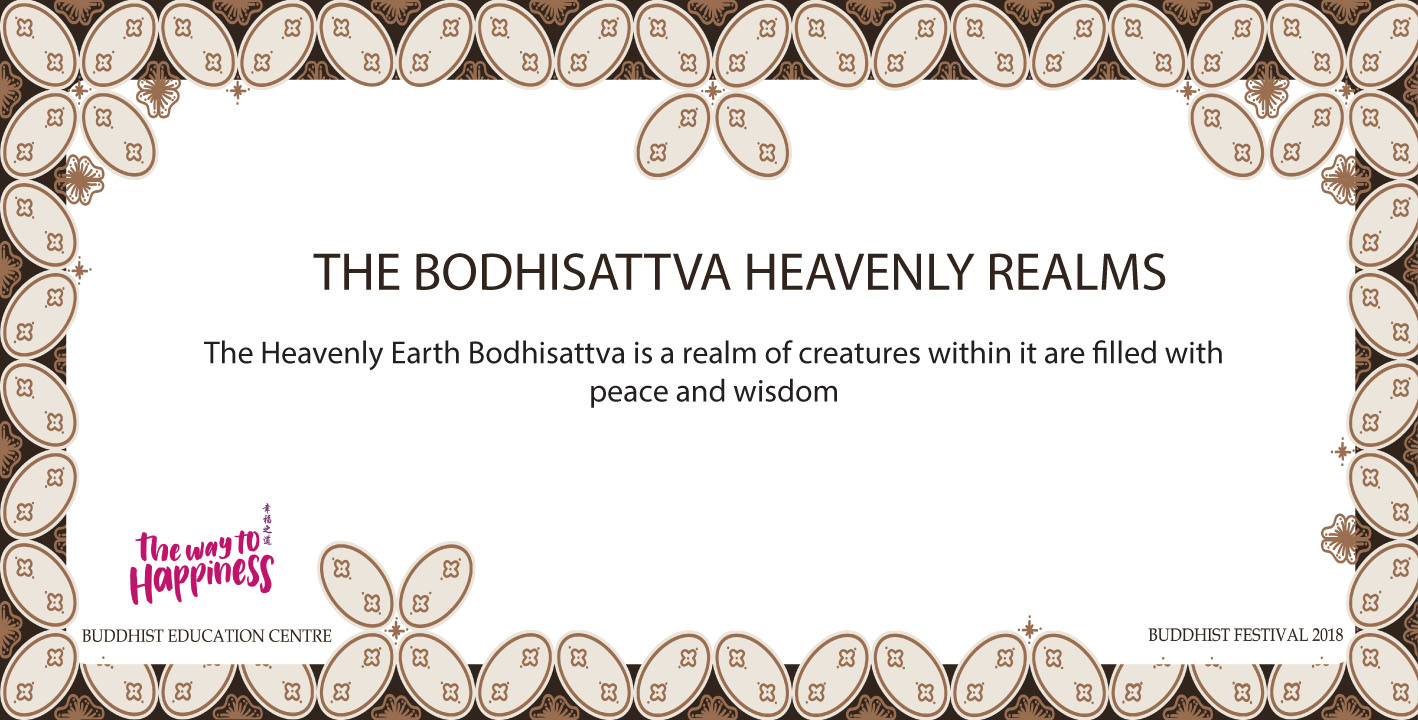 THE BODHISATTVA HEAVENLY REALMS
The Heavenly Earth Bodhisattva is a realm of creatures within it are filled with
peace and wisdom
幸福之道
the way to
Happiness
BUDDHIST EDUCATION CENTRE
BUDDHIST FESTIVAL 2018